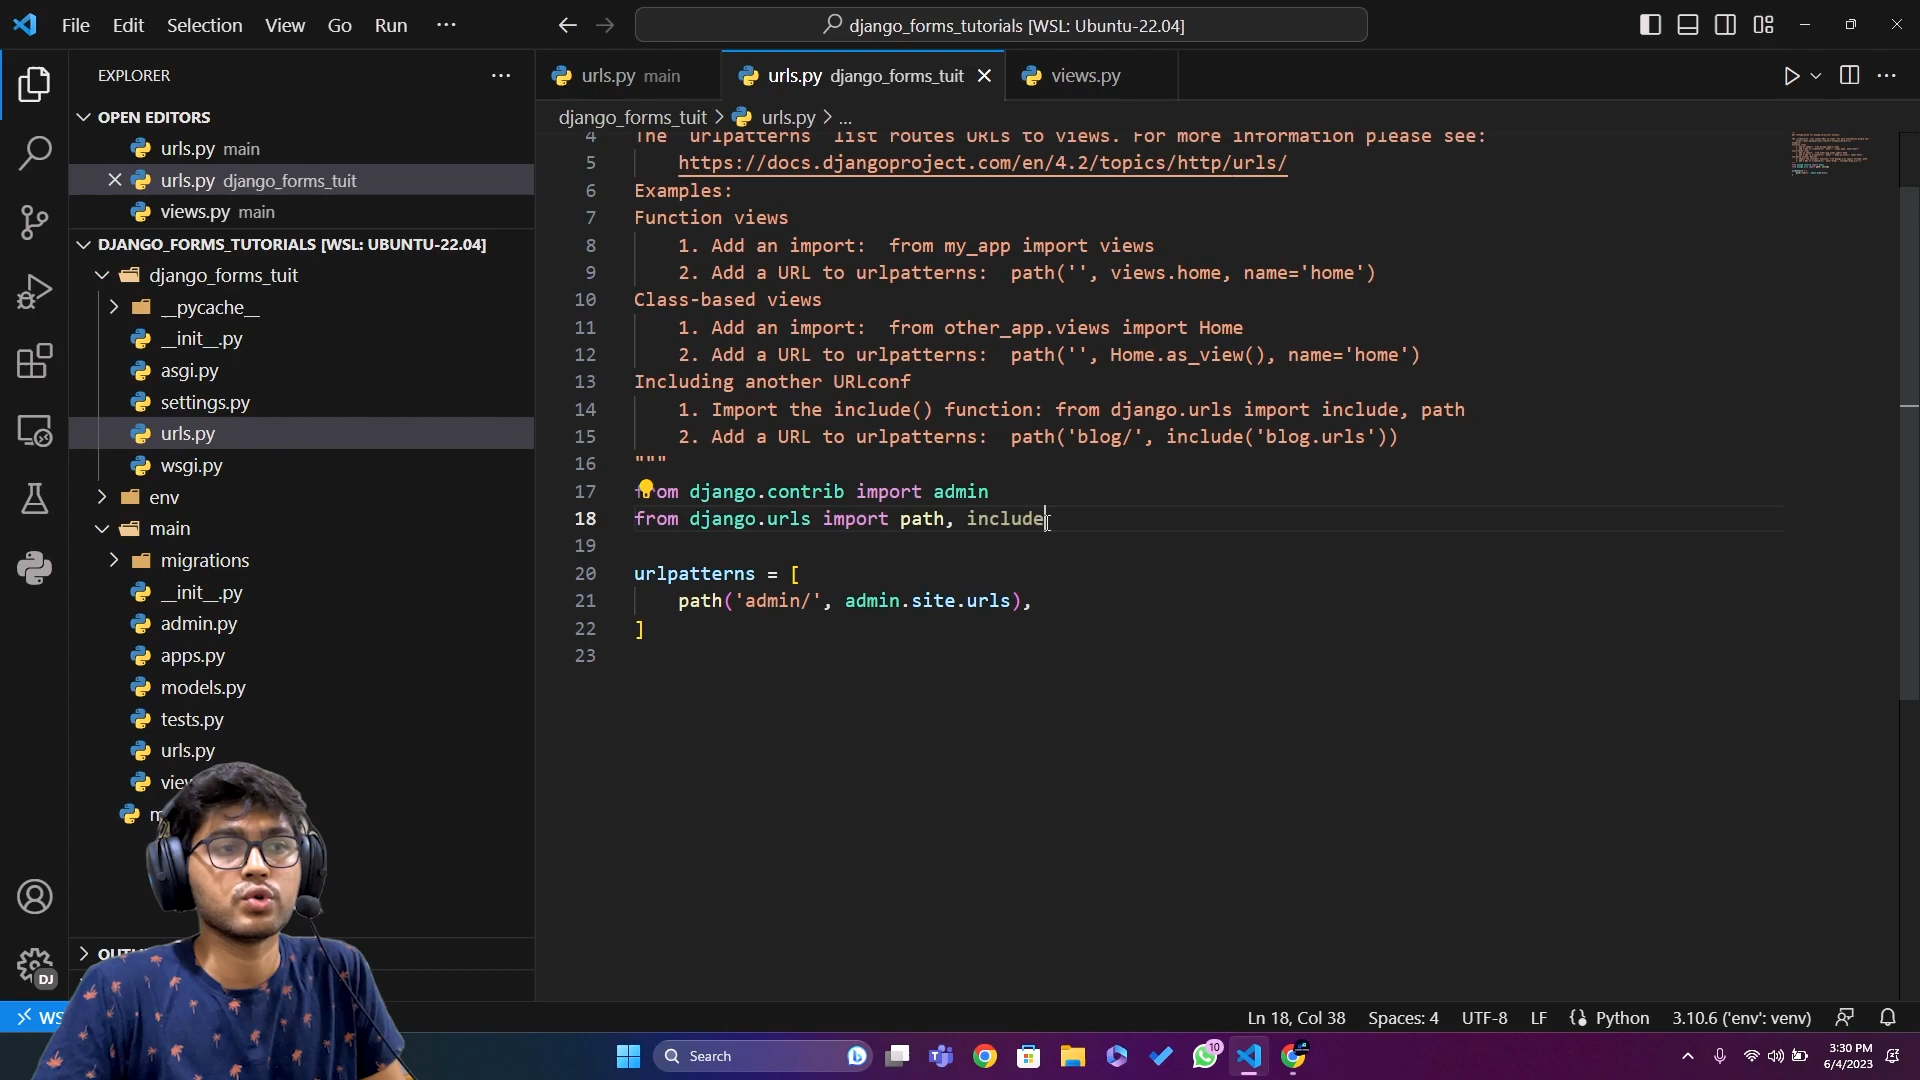 File Edit Selection View Go Run ···
django_forms_tutorials [WSL: Ubuntu-22.04]
EXPLORER
OPEN EDITORS
urls.py main
urls.py django_forms_tuit
views.py main
DJANGO_FORMS_TUTORIALS [WSL: UBUNTU-22.04]
django_forms_tuit
__pycache__
__init__.py
asgi.py
settings.py
urls.py
wsgi.py
env
main
migrations
__init__.py
admin.py
apps.py
models.py
tests.py
urls.py
DJ
urls.py main
urls.py django_forms_tuit
views.py
django_forms_tuit > urls.py > ...
4 The `urlpatterns` list routes URLs to views. For more information please see:
5 https://docs.djangoproject.com/en/4.2/topics/http/urls/
6 Examples:
7 Function views
8 1. Add an import:  from my_app import views
9 2. Add a URL to urlpatterns:  path('', views.home, name='home')
10 Class-based views
11 1. Add an import:  from other_app.views import Home
12 2. Add a URL to urlpatterns:  path('', Home.as_view(), name='home')
13 Including another URLconf
14 1. Import the include() function: from django.urls import include, path
15 2. Add a URL to urlpatterns:  path('blog/', include('blog.urls'))
16 """
17 from django.contrib import admin
18 from django.urls import path, include
19
20 urlpatterns = [
21 path('admin/', admin.site.urls),
22 ]
23
Ln 18, Col 38 Spaces: 4 UTF-8 LF Python 3.10.6 ('env': venv)
Search
10
3:30 PM
6/4/2023